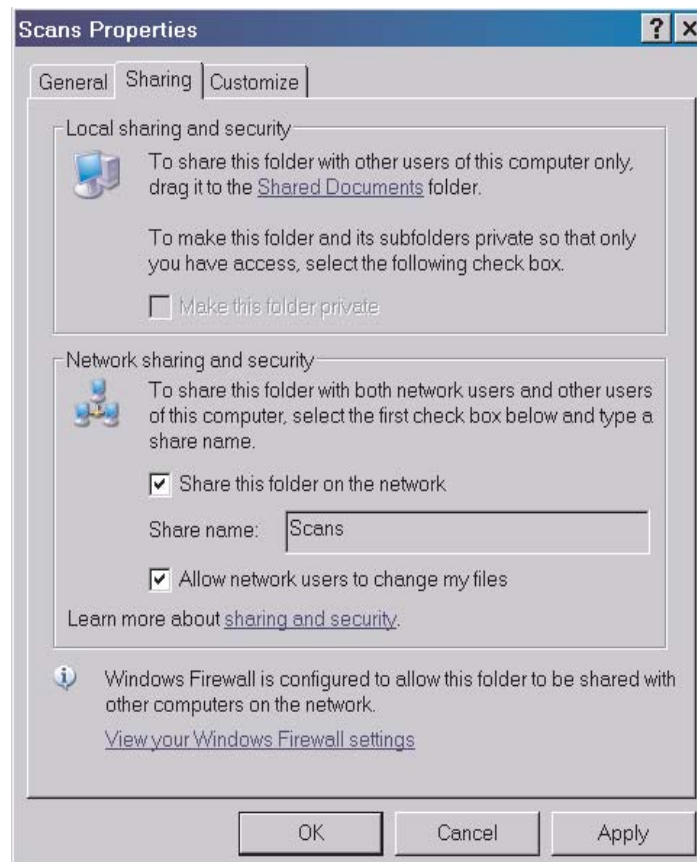 Scans Properties
General Sharing Customize
Local sharing and security
To share this folder with other users of this computer only,
drag it to the Shared Documents folder.
To make this folder and its subfolders private so that only
you have access, select the following check box.
Make this folder private
Network sharing and security
To share this folder with both network users and other users
of this computer, select the first check box below and type a
share name.
Share this folder on the network
Share name: Scans
Allow network users to change my files
Learn more about sharing and security.
Windows Firewall is configured to allow this folder to be shared with
other computers on the network.
View your Windows Firewall settings
OK Cancel Apply